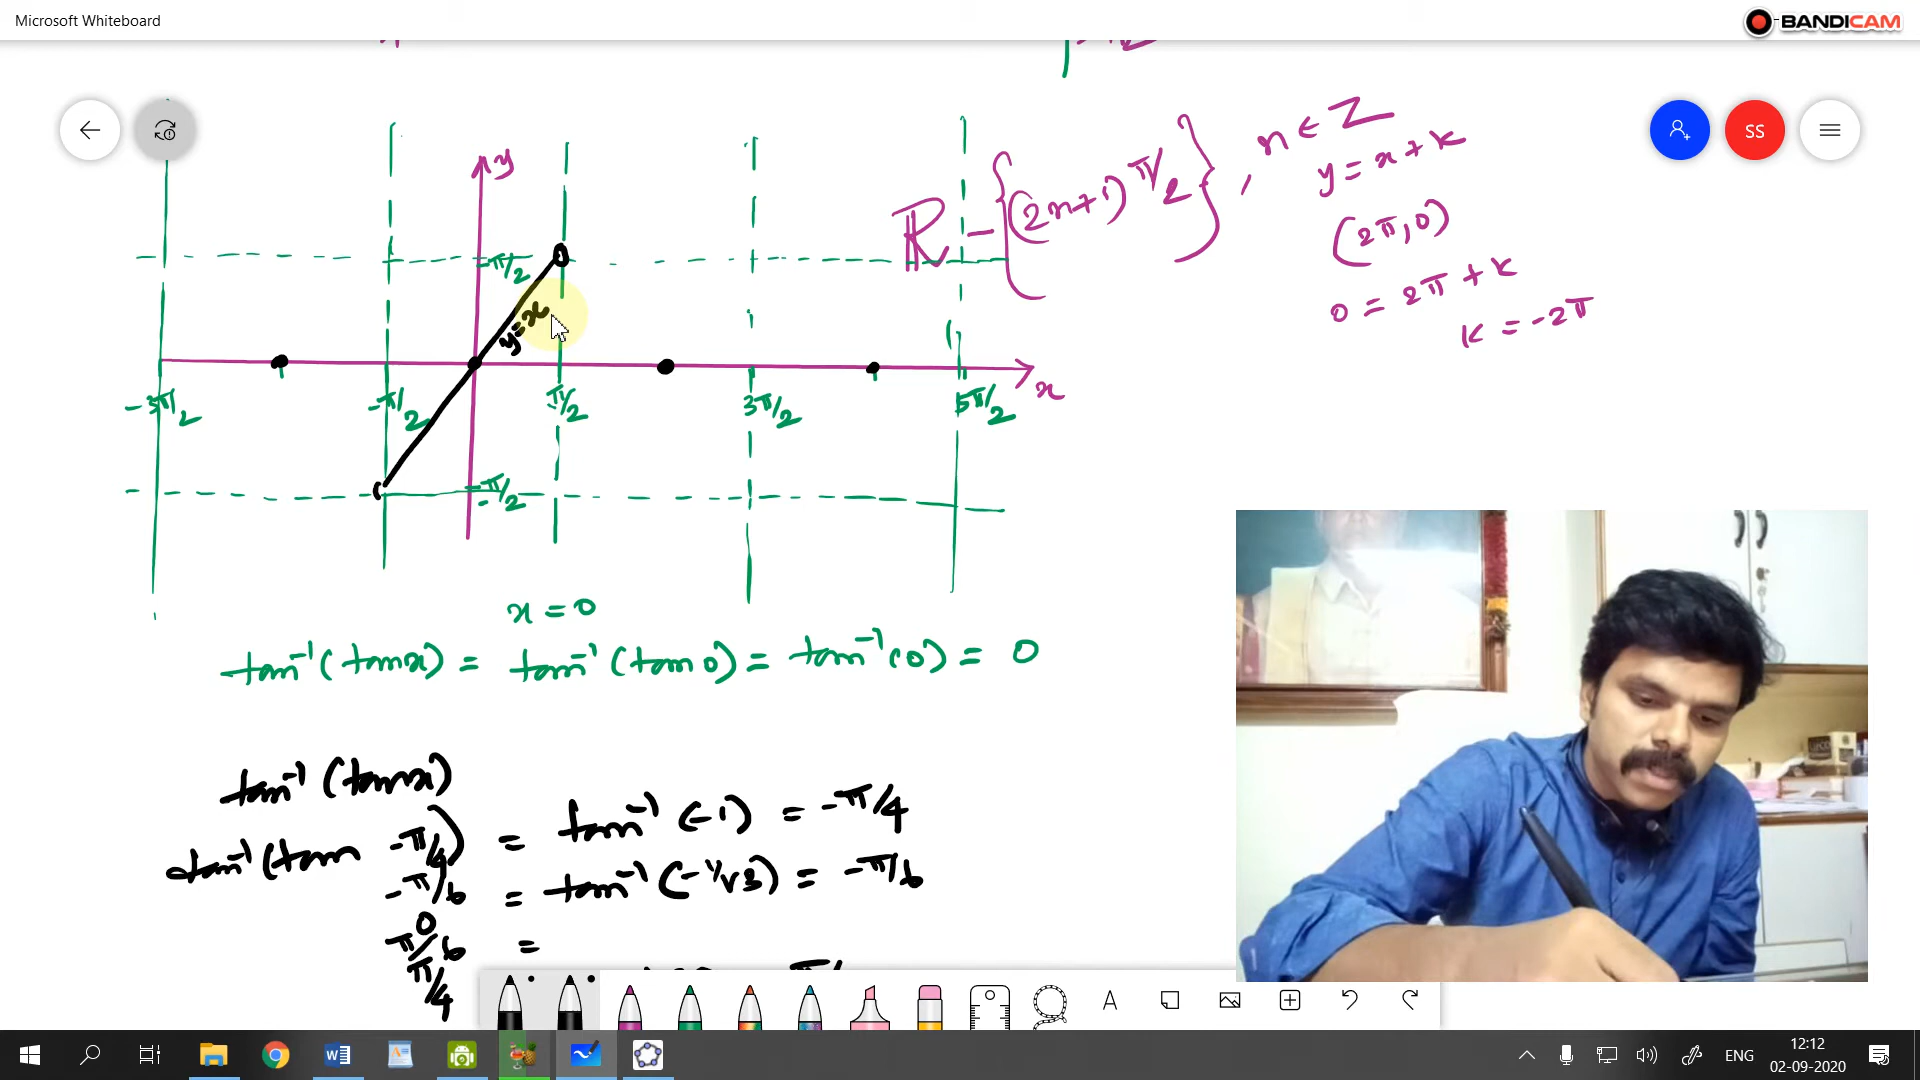 Microsoft Whiteboard
BANDICAM
SS
y
ℝ - {(2n+1) π/2}, n ∈ Z
y = x + k
(2π, 0)
0 = 2π + k
k = -2π
π/2
y=x
-3π/2
-π/2
π/2
3π/2
5π/2
x
-π/2
x = 0
tan⁻¹(tanx) = tan⁻¹(tan 0) = tan⁻¹(0) = 0
tan⁻¹(tanx)
tan⁻¹(tan -π/4) = tan⁻¹(-1) = -π/4
-π/6 = tan⁻¹(-1/√3) = -π/6
0
π/6 =
π/4
A
W
ENG
12:12
02-09-2020